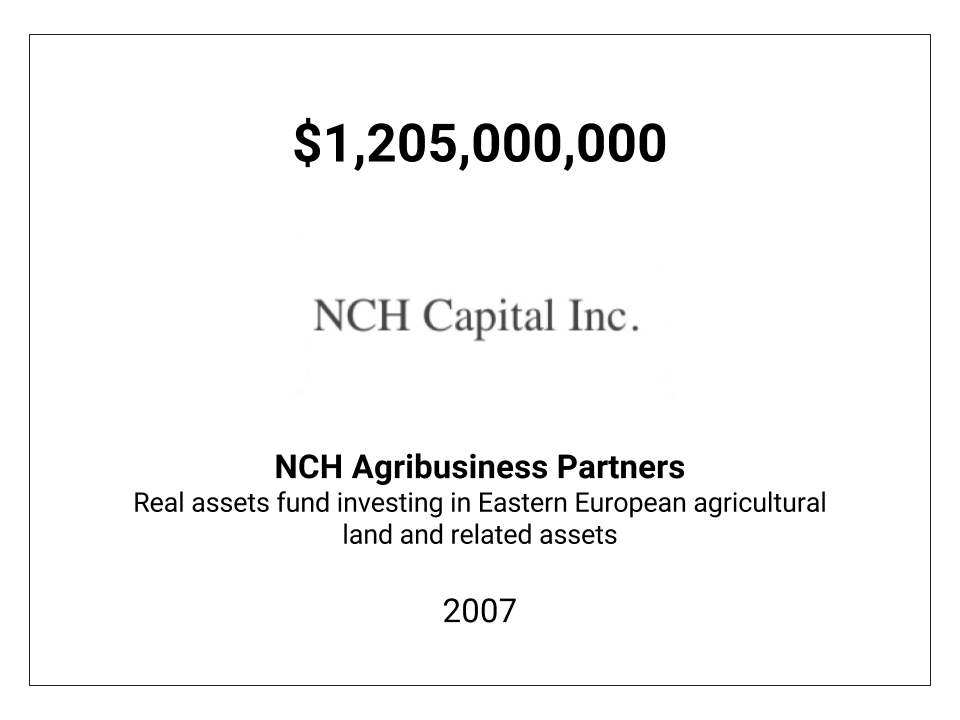 $1,205,000,000
NCH Capital Inc.
NCH Agribusiness Partners
Real assets fund investing in Eastern European agricultural
land and related assets
2007